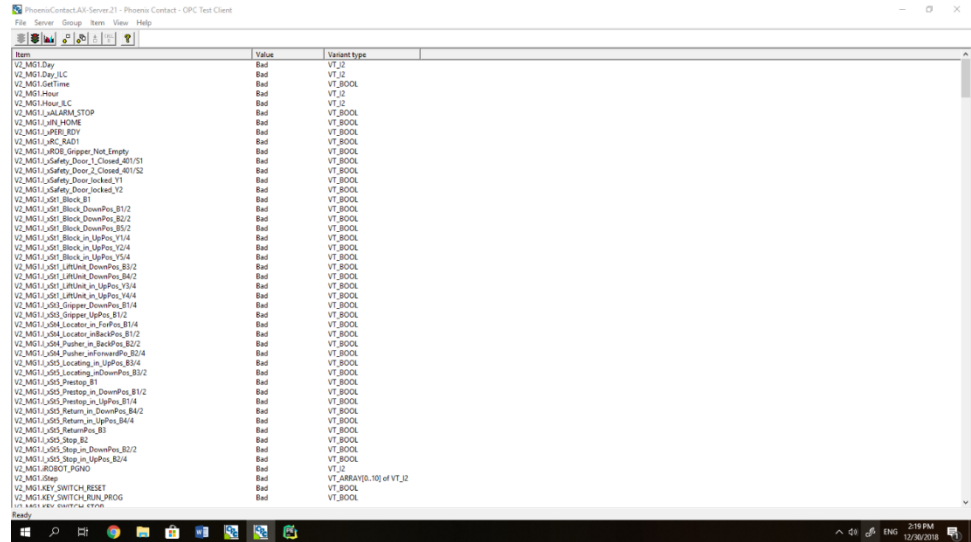 PhoenixContact.AX-Server.21 - Phoenix Contact - OPC Test Client
File Server Group Item View Help
Item Value Variant type
V2_MG1.Day Bad VT_I2
V2_MG1.Day_ILC Bad VT_I2
V2_MG1.GetTime Bad VT_BOOL
V2_MG1.Hour Bad VT_I2
V2_MG1.Hour_ILC Bad VT_I2
V2_MG1.I_xALARM_STOP Bad VT_BOOL
V2_MG1.I_xIN_HOME Bad VT_BOOL
V2_MG1.I_xPERI_RDY Bad VT_BOOL
V2_MG1.I_xRC_RAD1 Bad VT_BOOL
V2_MG1.I_xROB_Gripper_Not_Empty Bad VT_BOOL
V2_MG1.I_xSafety_Door_1_Closed_401/S1 Bad VT_BOOL
V2_MG1.I_xSafety_Door_2_Closed_401/S2 Bad VT_BOOL
V2_MG1.I_xSafety_Door_locked_Y1 Bad VT_BOOL
V2_MG1.I_xSafety_Door_locked_Y2 Bad VT_BOOL
V2_MG1.I_xSt1_Block_B1 Bad VT_BOOL
V2_MG1.I_xSt1_Block_DownPos_B1/2 Bad VT_BOOL
V2_MG1.I_xSt1_Block_DownPos_B2/2 Bad VT_BOOL
V2_MG1.I_xSt1_Block_DownPos_B5/2 Bad VT_BOOL
V2_MG1.I_xSt1_Block_in_UpPos_Y1/4 Bad VT_BOOL
V2_MG1.I_xSt1_Block_in_UpPos_Y2/4 Bad VT_BOOL
V2_MG1.I_xSt1_Block_in_UpPos_Y5/4 Bad VT_BOOL
V2_MG1.I_xSt1_LiftUnit_DownPos_B3/2 Bad VT_BOOL
V2_MG1.I_xSt1_LiftUnit_DownPos_B4/2 Bad VT_BOOL
V2_MG1.I_xSt1_LiftUnit_in_UpPos_Y3/4 Bad VT_BOOL
V2_MG1.I_xSt1_LiftUnit_in_UpPos_Y4/4 Bad VT_BOOL
V2_MG1.I_xSt3_Gripper_DownPos_B1/4 Bad VT_BOOL
V2_MG1.I_xSt3_Gripper_UpPos_B1/2 Bad VT_BOOL
V2_MG1.I_xSt4_Locator_in_ForPos_B1/4 Bad VT_BOOL
V2_MG1.I_xSt4_Locator_inBackPos_B1/2 Bad VT_BOOL
V2_MG1.I_xSt4_Pusher_in_BackPos_B2/2 Bad VT_BOOL
V2_MG1.I_xSt4_Pusher_inForwardPo_B2/4 Bad VT_BOOL
V2_MG1.I_xSt5_Locating_in_UpPos_B3/4 Bad VT_BOOL
V2_MG1.I_xSt5_Locating_inDownPos_B3/2 Bad VT_BOOL
V2_MG1.I_xSt5_Prestop_B1 Bad VT_BOOL
V2_MG1.I_xSt5_Prestop_in_DownPos_B1/2 Bad VT_BOOL
V2_MG1.I_xSt5_Prestop_in_UpPos_B1/4 Bad VT_BOOL
V2_MG1.I_xSt5_Return_in_DownPos_B4/2 Bad VT_BOOL
V2_MG1.I_xSt5_Return_in_UpPos_B4/4 Bad VT_BOOL
V2_MG1.I_xSt5_ReturnPos_B3 Bad VT_BOOL
V2_MG1.I_xSt5_Stop_B2 Bad VT_BOOL
V2_MG1.I_xSt5_Stop_in_DownPos_B2/2 Bad VT_BOOL
V2_MG1.I_xSt5_Stop_in_UpPos_B2/4 Bad VT_BOOL
V2_MG1.iROBOT_PGNO Bad VT_I2
V2_MG1.iStep Bad VT_ARRAY[0..10] of VT_I2
V2_MG1.KEY_SWITCH_RESET Bad VT_BOOL
V2_MG1.KEY_SWITCH_RUN_PROG Bad VT_BOOL
V2_MG1.KEY_SWITCH_STOP
Ready
ENG
2:19 PM
12/30/2018